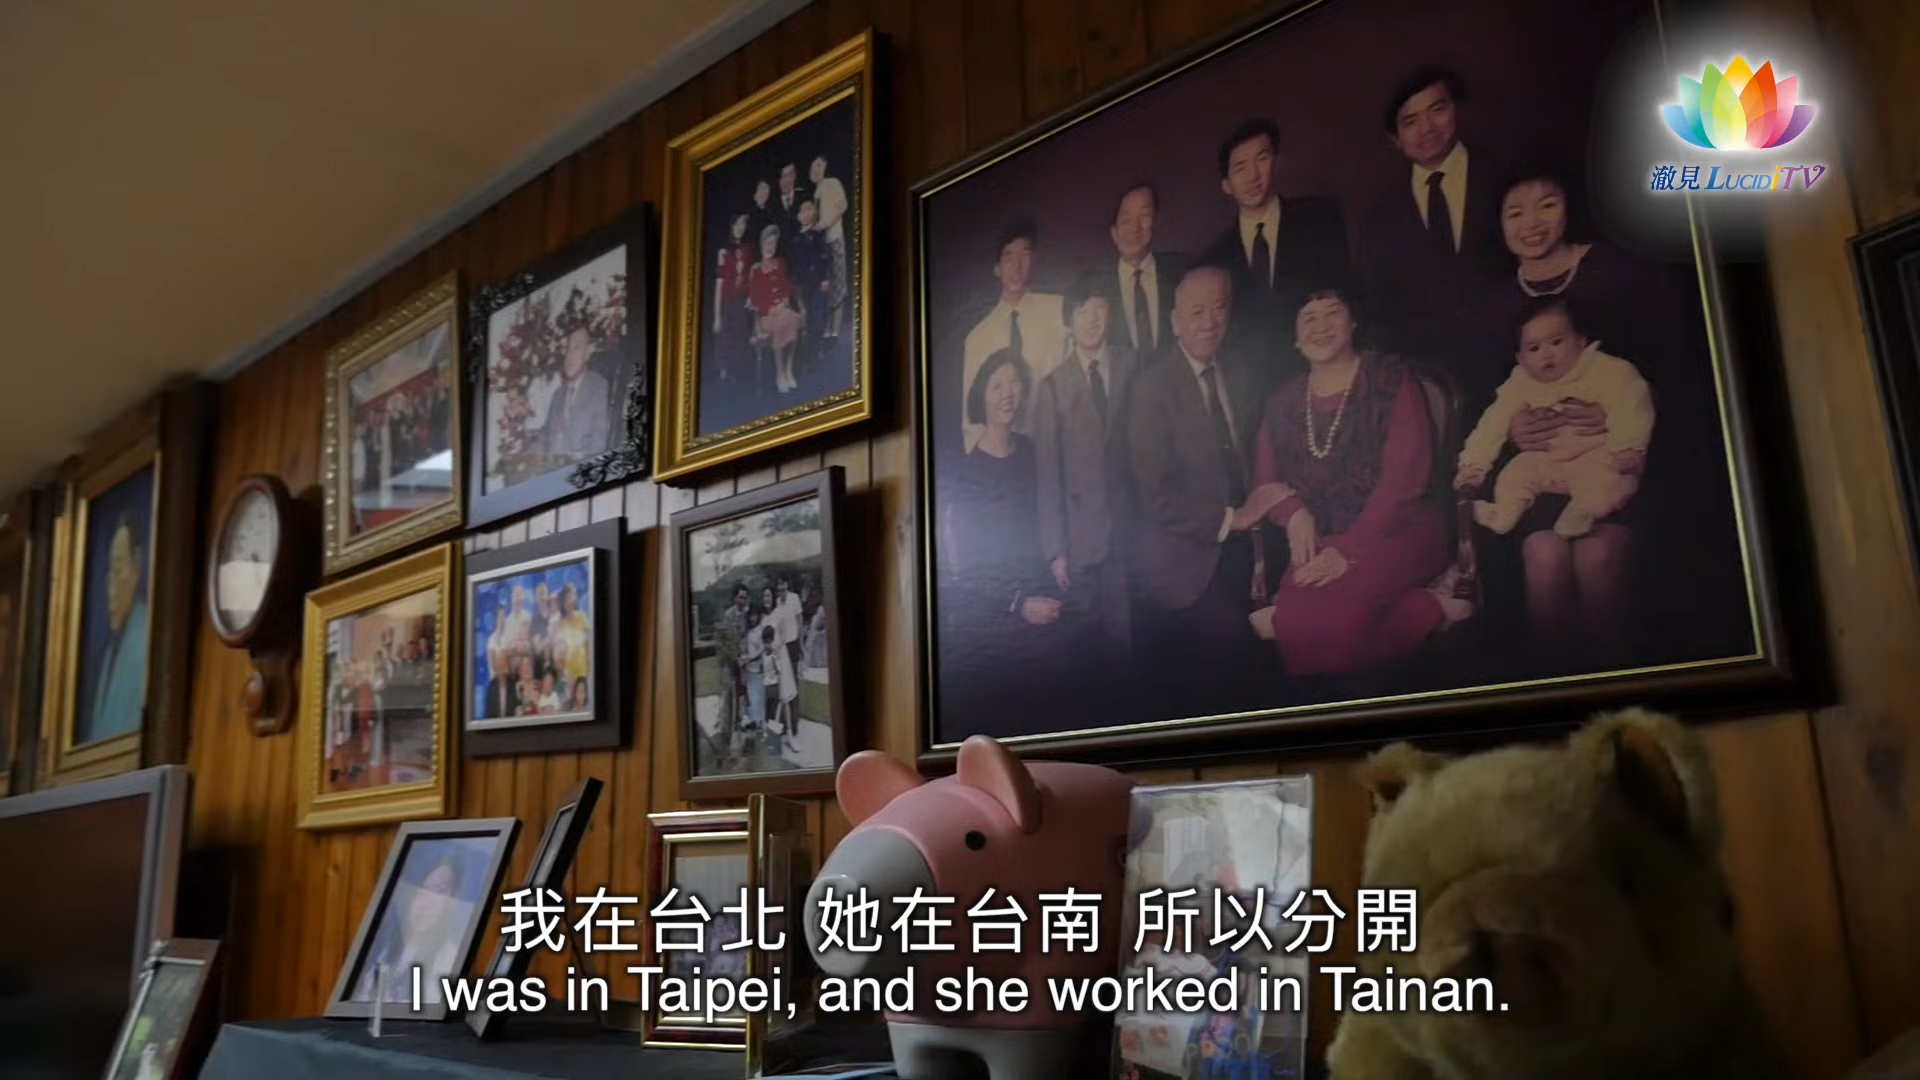 澈見 LUCIDiTV
我在台北 她在台南 所以分開
I was in Taipei, and she worked in Tainan.